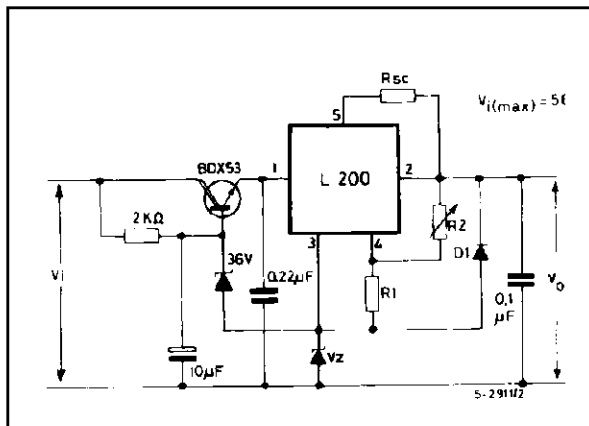 Rsc
Vi(max) = 5
5
BDX53
1
L 200
2
2KΩ
3
4
R2
36V
D1
Vi
0.22µF
R1
0,1
µF
Vo
Vz
10µF
5-2911/2